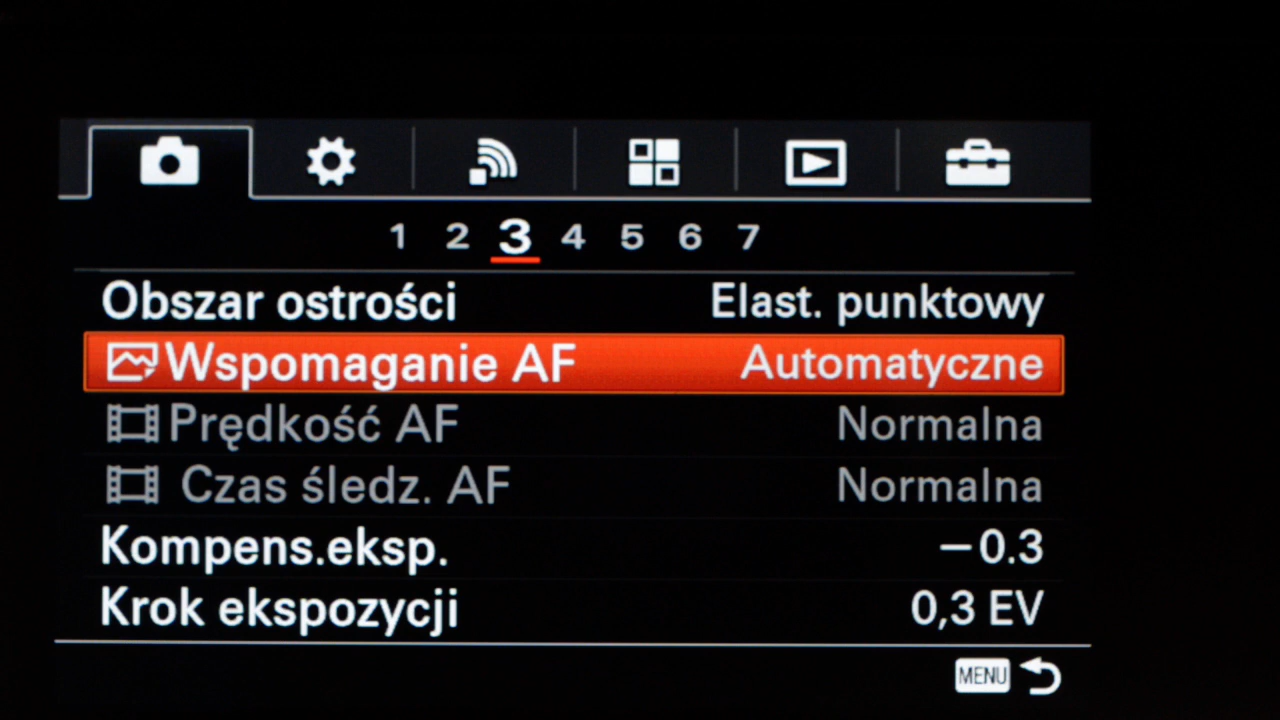 1 2 3 4 5 6 7
Obszar ostrości Elast. punktowy
Wspomaganie AF Automatyczne
Prędkość AF Normalna
Czas śledz. AF Normalna
Kompens.eksp. −0.3
Krok ekspozycji 0,3 EV
MENU